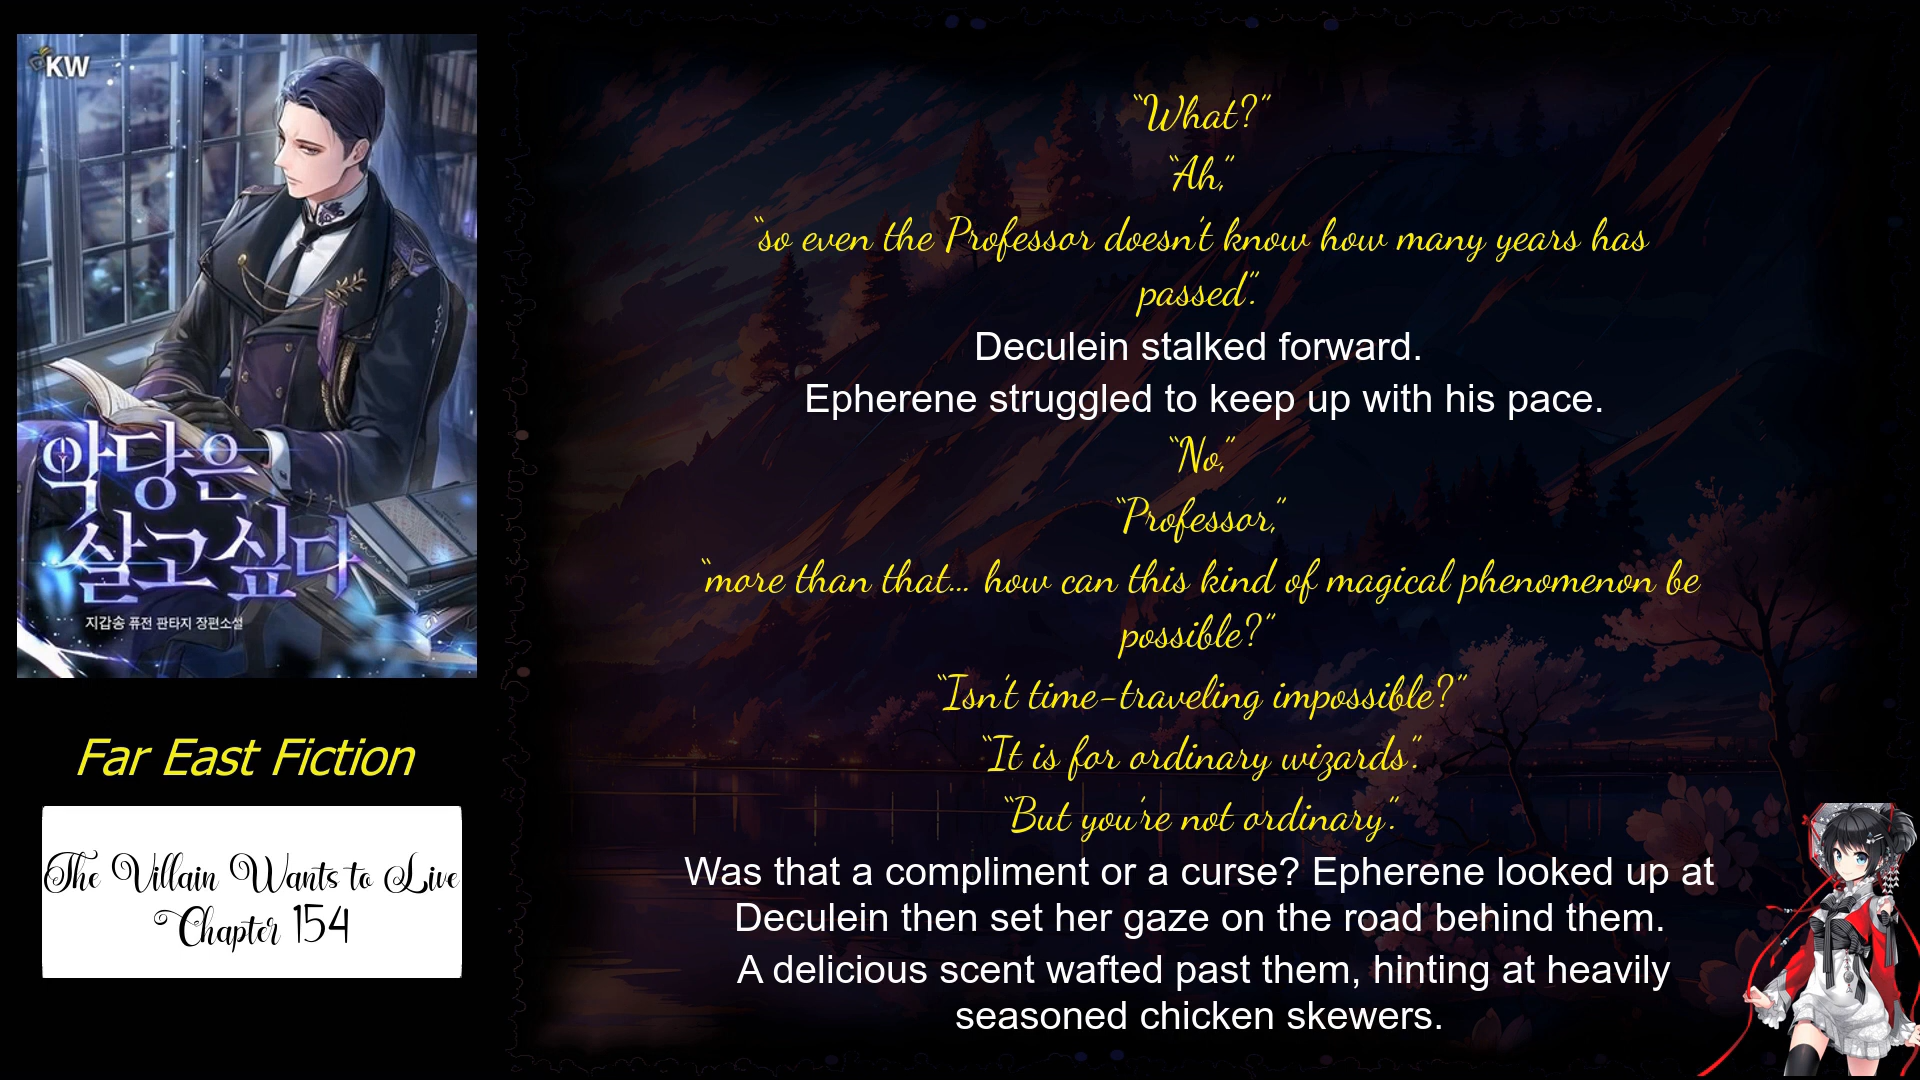 KW
악당은
살고싶다
지갑송 퓨전 판타지 장편소설
Far East Fiction
The Villain Wants to Live
Chapter 154
“What?”
“Ah,”
“so even the Professor doesn’t know how many years has
passed”.
Deculein stalked forward.
Epherene struggled to keep up with his pace.
“No,”
“Professor,”
“more than that… how can this kind of magical phenomenon be
possible?”
“Isn’t time-traveling impossible?”
“It is for ordinary wizards”.
“But you’re not ordinary”.
Was that a compliment or a curse? Epherene looked up at
Deculein then set her gaze on the road behind them.
A delicious scent wafted past them, hinting at heavily
seasoned chicken skewers.